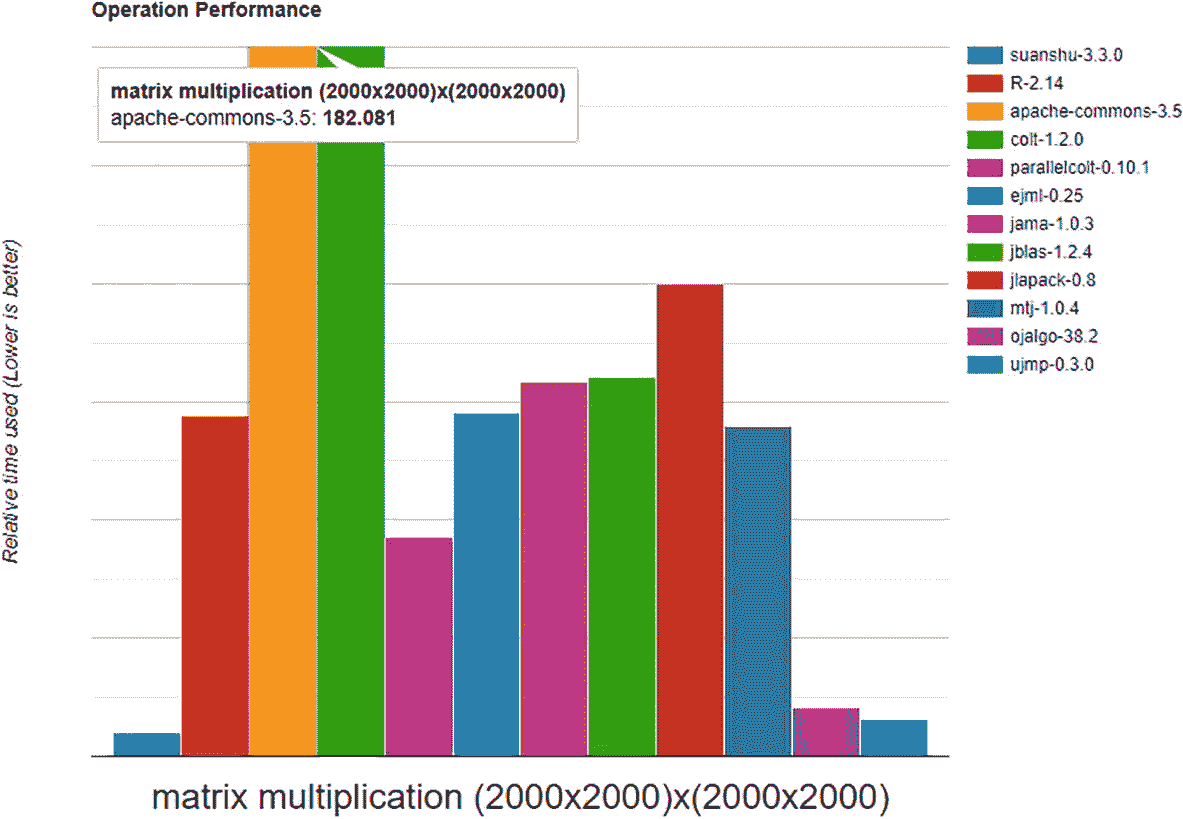 Operation Performance
matrix multiplication (2000x2000)x(2000x2000)
apache-commons-3.5: 182.081
Relative time used (Lower is better)
suanshu-3.3.0
R-2.14
apache-commons-3.5
colt-1.2.0
parallelcolt-0.10.1
ejml-0.25
jama-1.0.3
jblas-1.2.4
jlapack-0.8
mtj-1.0.4
ojalgo-38.2
ujmp-0.3.0
matrix multiplication (2000x2000)x(2000x2000)